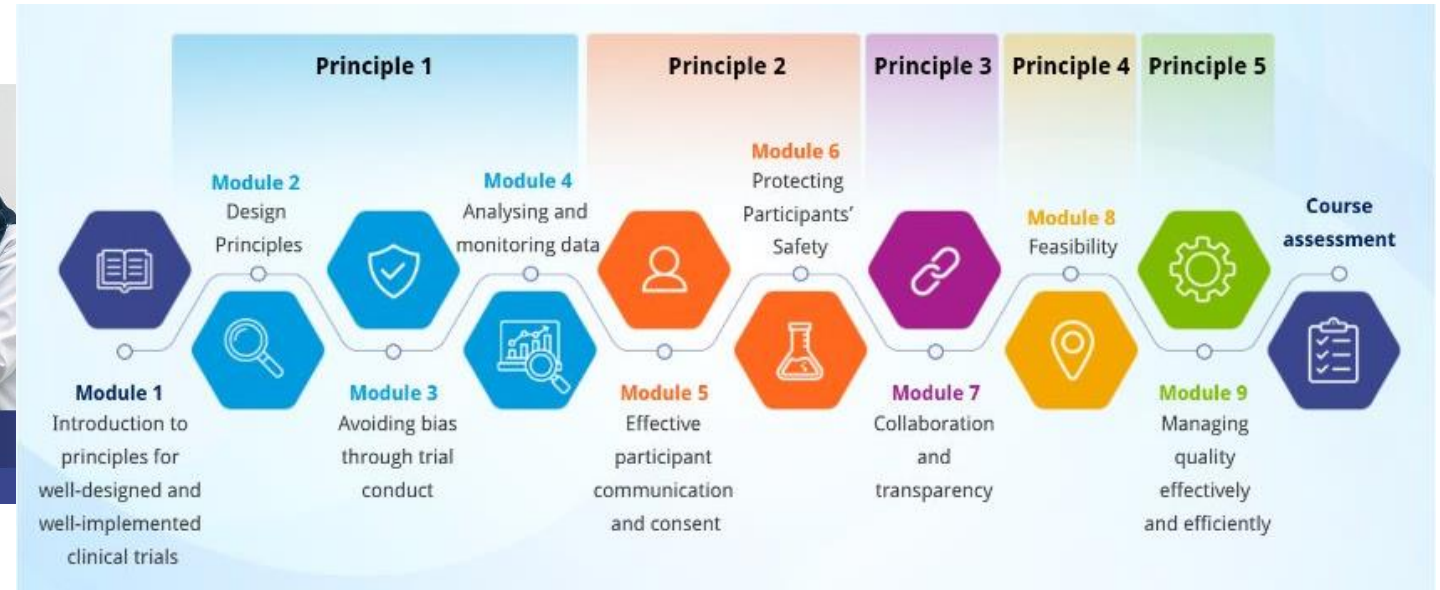 Principle 1
Principle 2
Principle 3
Principle 4
Principle 5
Module 1
Introduction to
principles for
well-designed and
well-implemented
clinical trials
Module 2
Design
Principles
Module 3
Avoiding bias
through trial
conduct
Module 4
Analysing and
monitoring data
Module 5
Effective
participant
communication
and consent
Module 6
Protecting
Participants’
Safety
Module 7
Collaboration
and
transparency
Module 8
Feasibility
Module 9
Managing
quality
effectively
and efficiently
Course
assessment